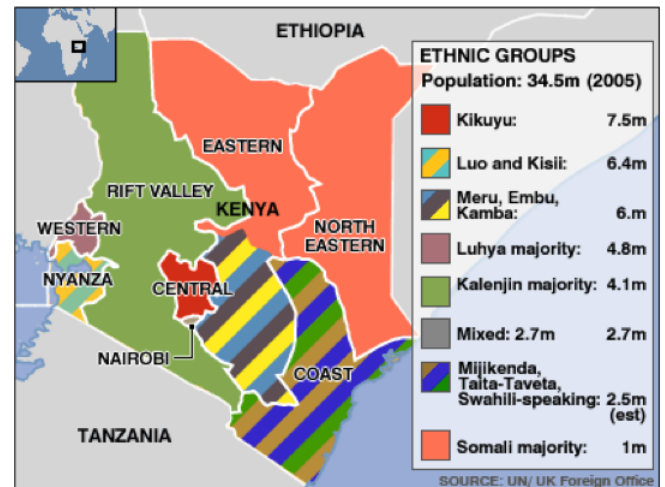 ETHIOPIA
EASTERN
RIFT VALLEY
KENYA
WESTERN
NORTH
EASTERN
NYANZA
CENTRAL
NAIROBI
COAST
TANZANIA
ETHNIC GROUPS
Population: 34.5m (2005)
Kikuyu: 7.5m
Luo and Kisii: 6.4m
Meru, Embu,
Kamba: 6.m
Luhya majority: 4.8m
Kalenjin majority: 4.1m
Mixed: 2.7m 2.7m
Mijikenda,
Taita-Taveta,
Swahili-speaking: 2.5m
(est)
Somali majority: 1m
SOURCE: UN/ UK Foreign Office